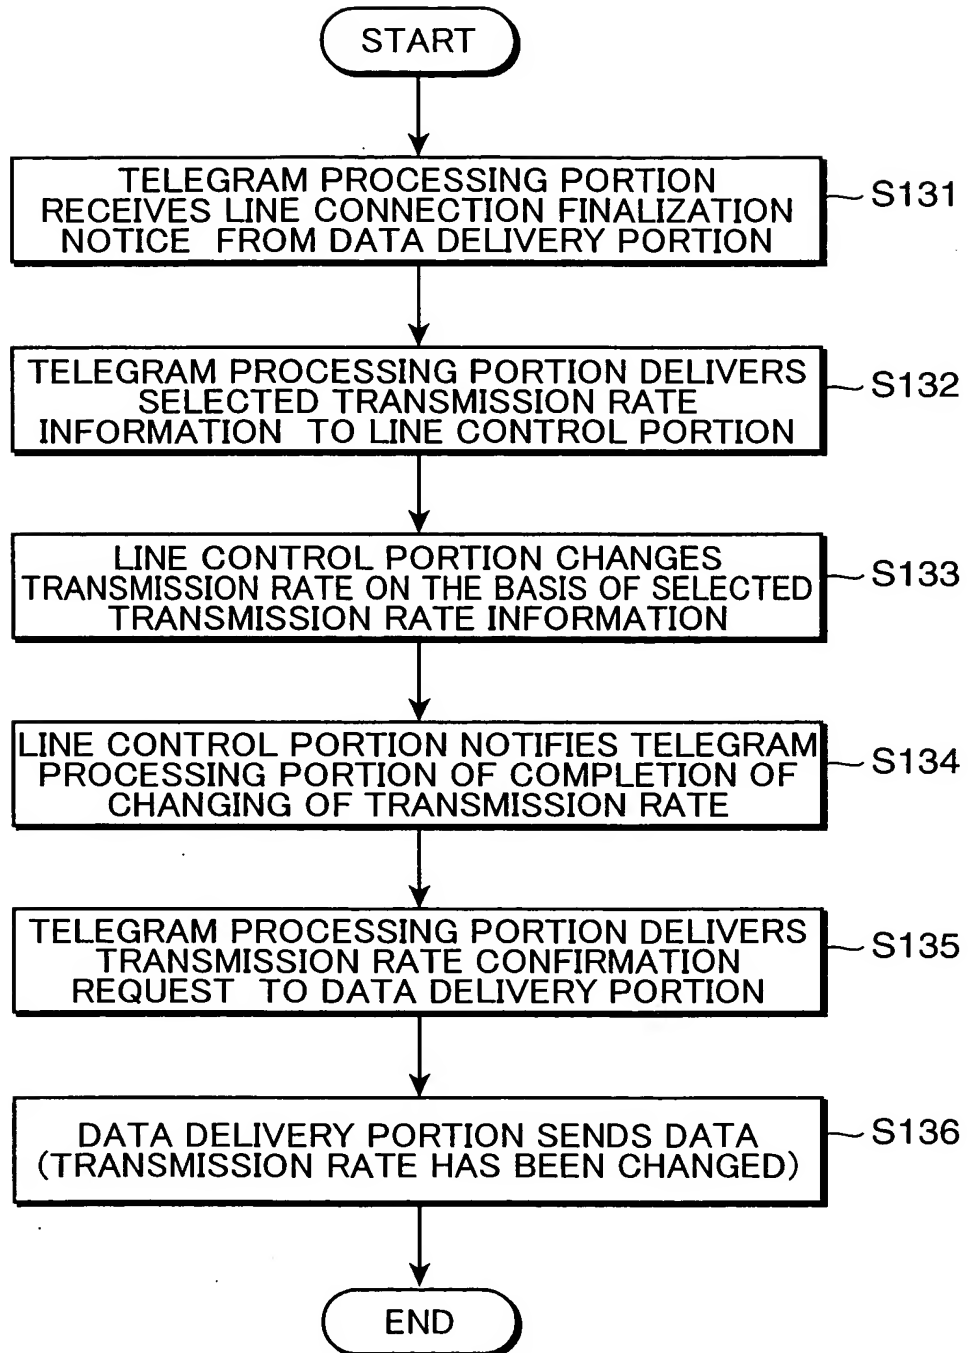 START
TELEGRAM PROCESSING PORTION
RECEIVES LINE CONNECTION FINALIZATION
NOTICE FROM DATA DELIVERY PORTION
S131
TELEGRAM PROCESSING PORTION DELIVERS
SELECTED TRANSMISSION RATE
INFORMATION TO LINE CONTROL PORTION
S132
LINE CONTROL PORTION CHANGES
TRANSMISSION RATE ON THE BASIS OF SELECTED
TRANSMISSION RATE INFORMATION
S133
LINE CONTROL PORTION NOTIFIES TELEGRAM
PROCESSING PORTION OF COMPLETION OF
CHANGING OF TRANSMISSION RATE
S134
TELEGRAM PROCESSING PORTION DELIVERS
TRANSMISSION RATE CONFIRMATION
REQUEST TO DATA DELIVERY PORTION
S135
DATA DELIVERY PORTION SENDS DATA
(TRANSMISSION RATE HAS BEEN CHANGED)
S136
END